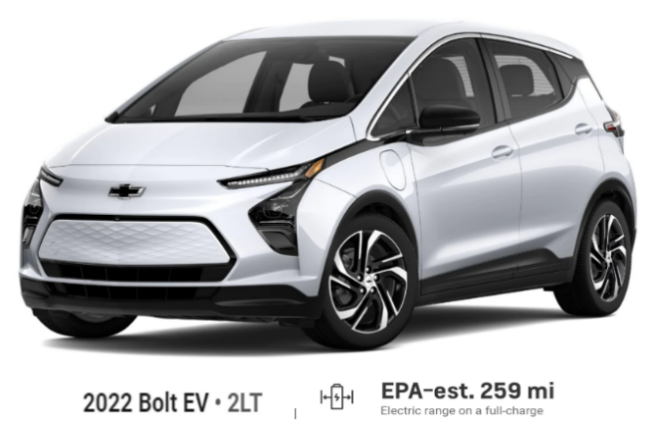 2022 Bolt EV • 2LT
EPA-est. 259 mi
Electric range on a full-charge